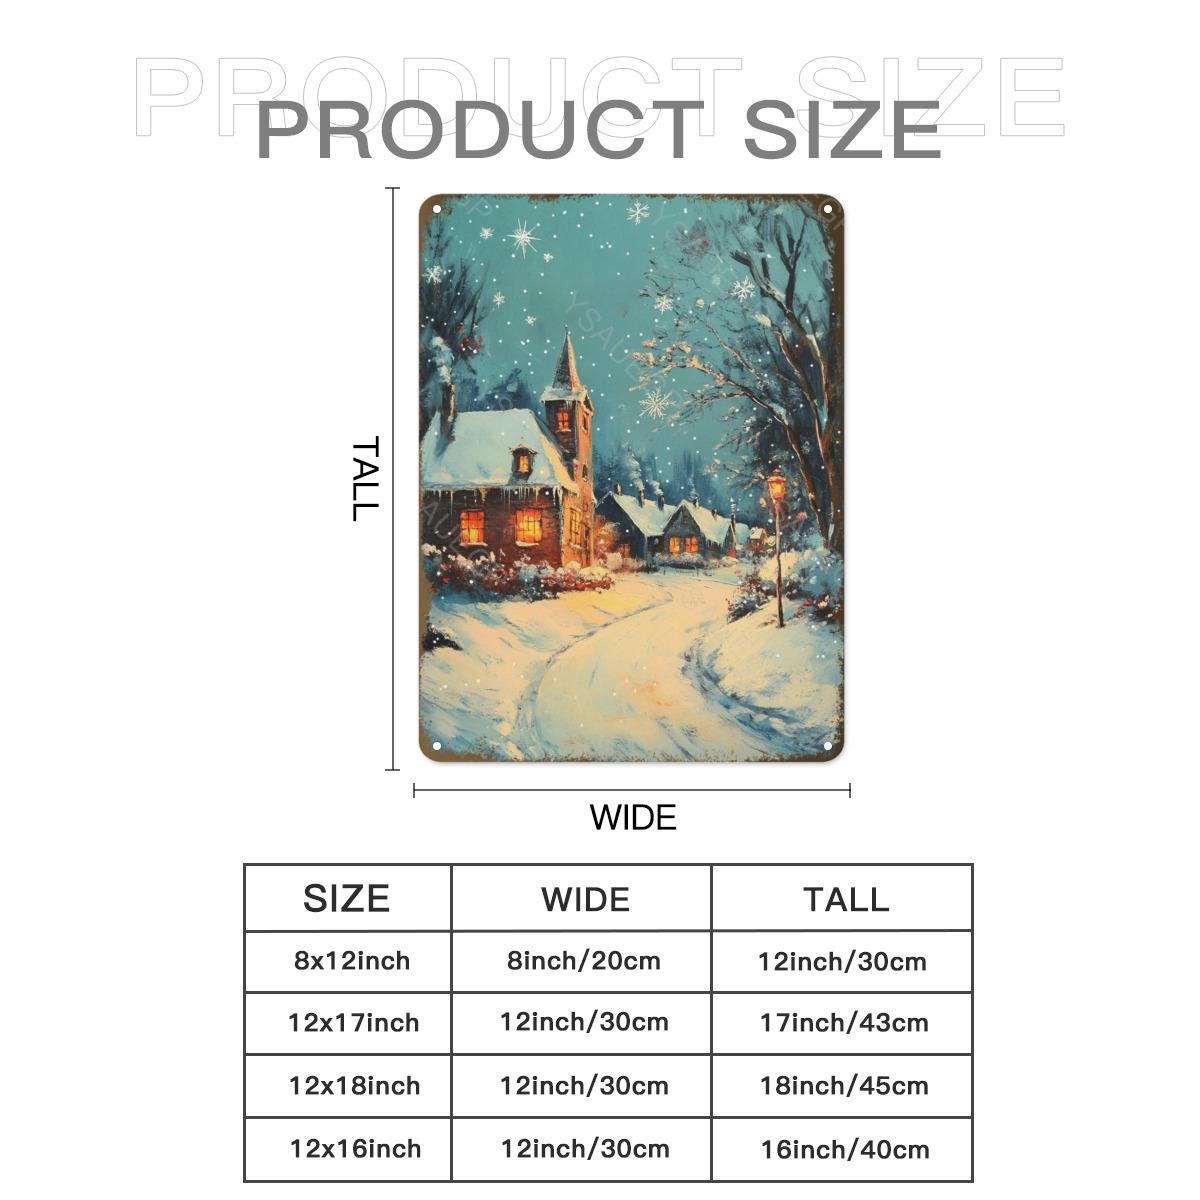 PRODUCT SIZE
PRODUCT SIZE
TALL
WIDE
SIZE WIDE TALL
8x12inch 8inch/20cm 12inch/30cm
12x17inch 12inch/30cm 17inch/43cm
12x18inch 12inch/30cm 18inch/45cm
12x16inch 12inch/30cm 16inch/40cm